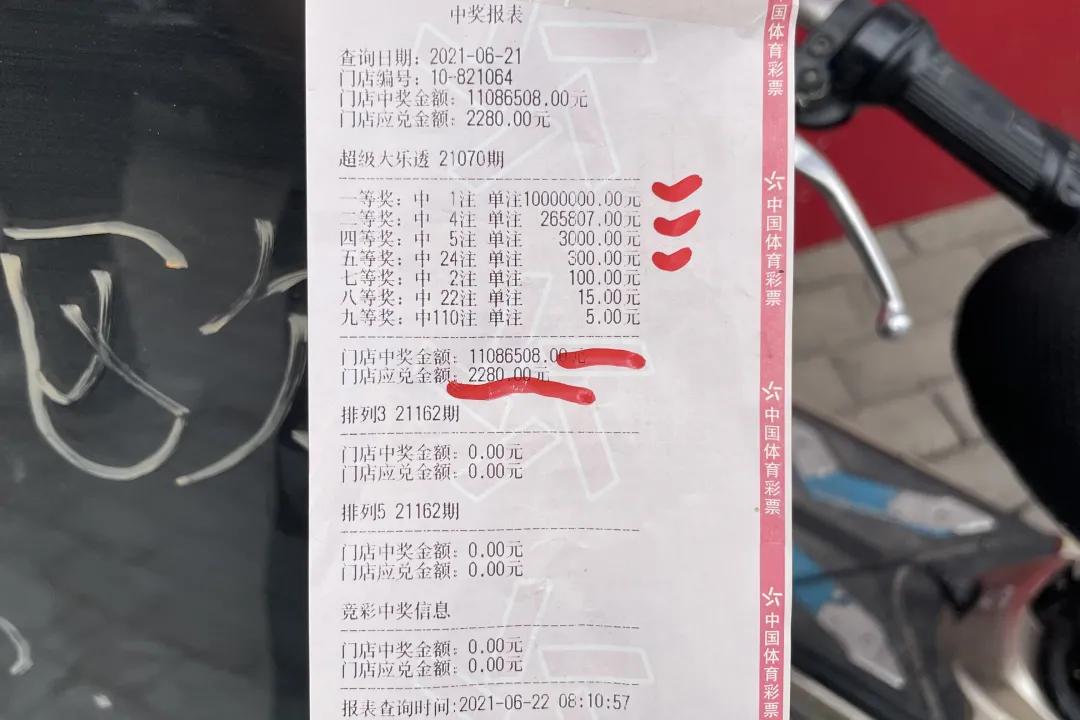 中奖报表
查询日期：2021-06-21
门店编号：10-821064
门店中奖金额：11086508.00元
门店应兑金额：2280.00元
超级大乐透 21070期
一等奖：中 1注 单注10000000.00元
二等奖：中 4注 单注 265807.00元
四等奖：中 5注 单注 3000.00元
五等奖：中 24注 单注 300.00元
七等奖：中 2注 单注 100.00元
八等奖：中 22注 单注 15.00元
九等奖：中110注 单注 5.00元
门店中奖金额：11086508.00元
门店应兑金额：2280.00元
排列3 21162期
门店中奖金额：0.00元
门店应兑金额：0.00元
排列5 21162期
门店中奖金额：0.00元
门店应兑金额：0.00元
竞彩中奖信息
门店中奖金额：0.00元
门店应兑金额：0.00元
报表查询时间:2021-06-22 08:10:57
国体育彩票
中国体育彩票
中国体育彩票
中国体育彩票